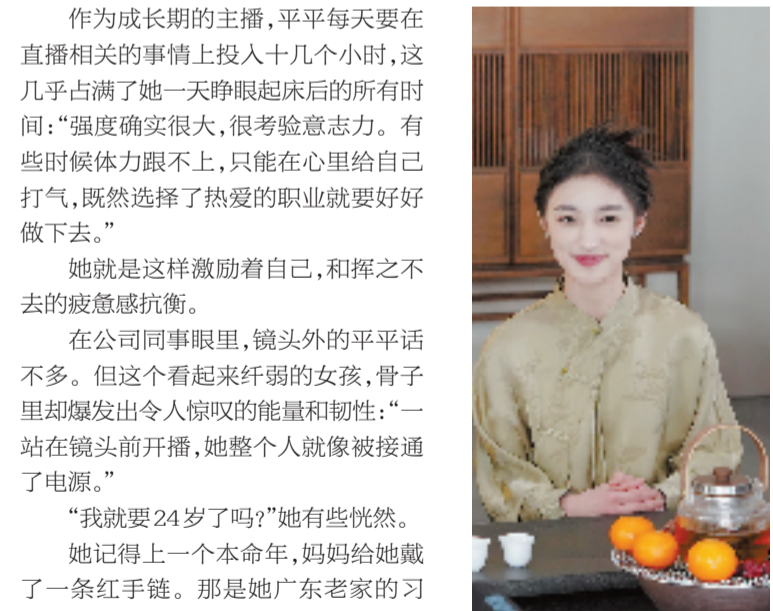 作为成长期的主播，平平每天要在
直播相关的事情上投入十几个小时，这
几乎占满了她一天睁眼起床后的所有时
间：“强度确实很大，很考验意志力。有
些时候体力跟不上，只能在心里给自己
打气，既然选择了热爱的职业就要好好
做下去。”
她就是这样激励着自己，和挥之不
去的疲惫感抗衡。
在公司同事眼里，镜头外的平平话
不多。但这个看起来纤弱的女孩，骨子
里却爆发出令人惊叹的能量和韧性：“一
站在镜头前开播，她整个人就像被接通
了电源。”
“我就要24岁了吗?”她有些恍然。
她记得上一个本命年，妈妈给她戴
了一条红手链。那是她广东老家的习